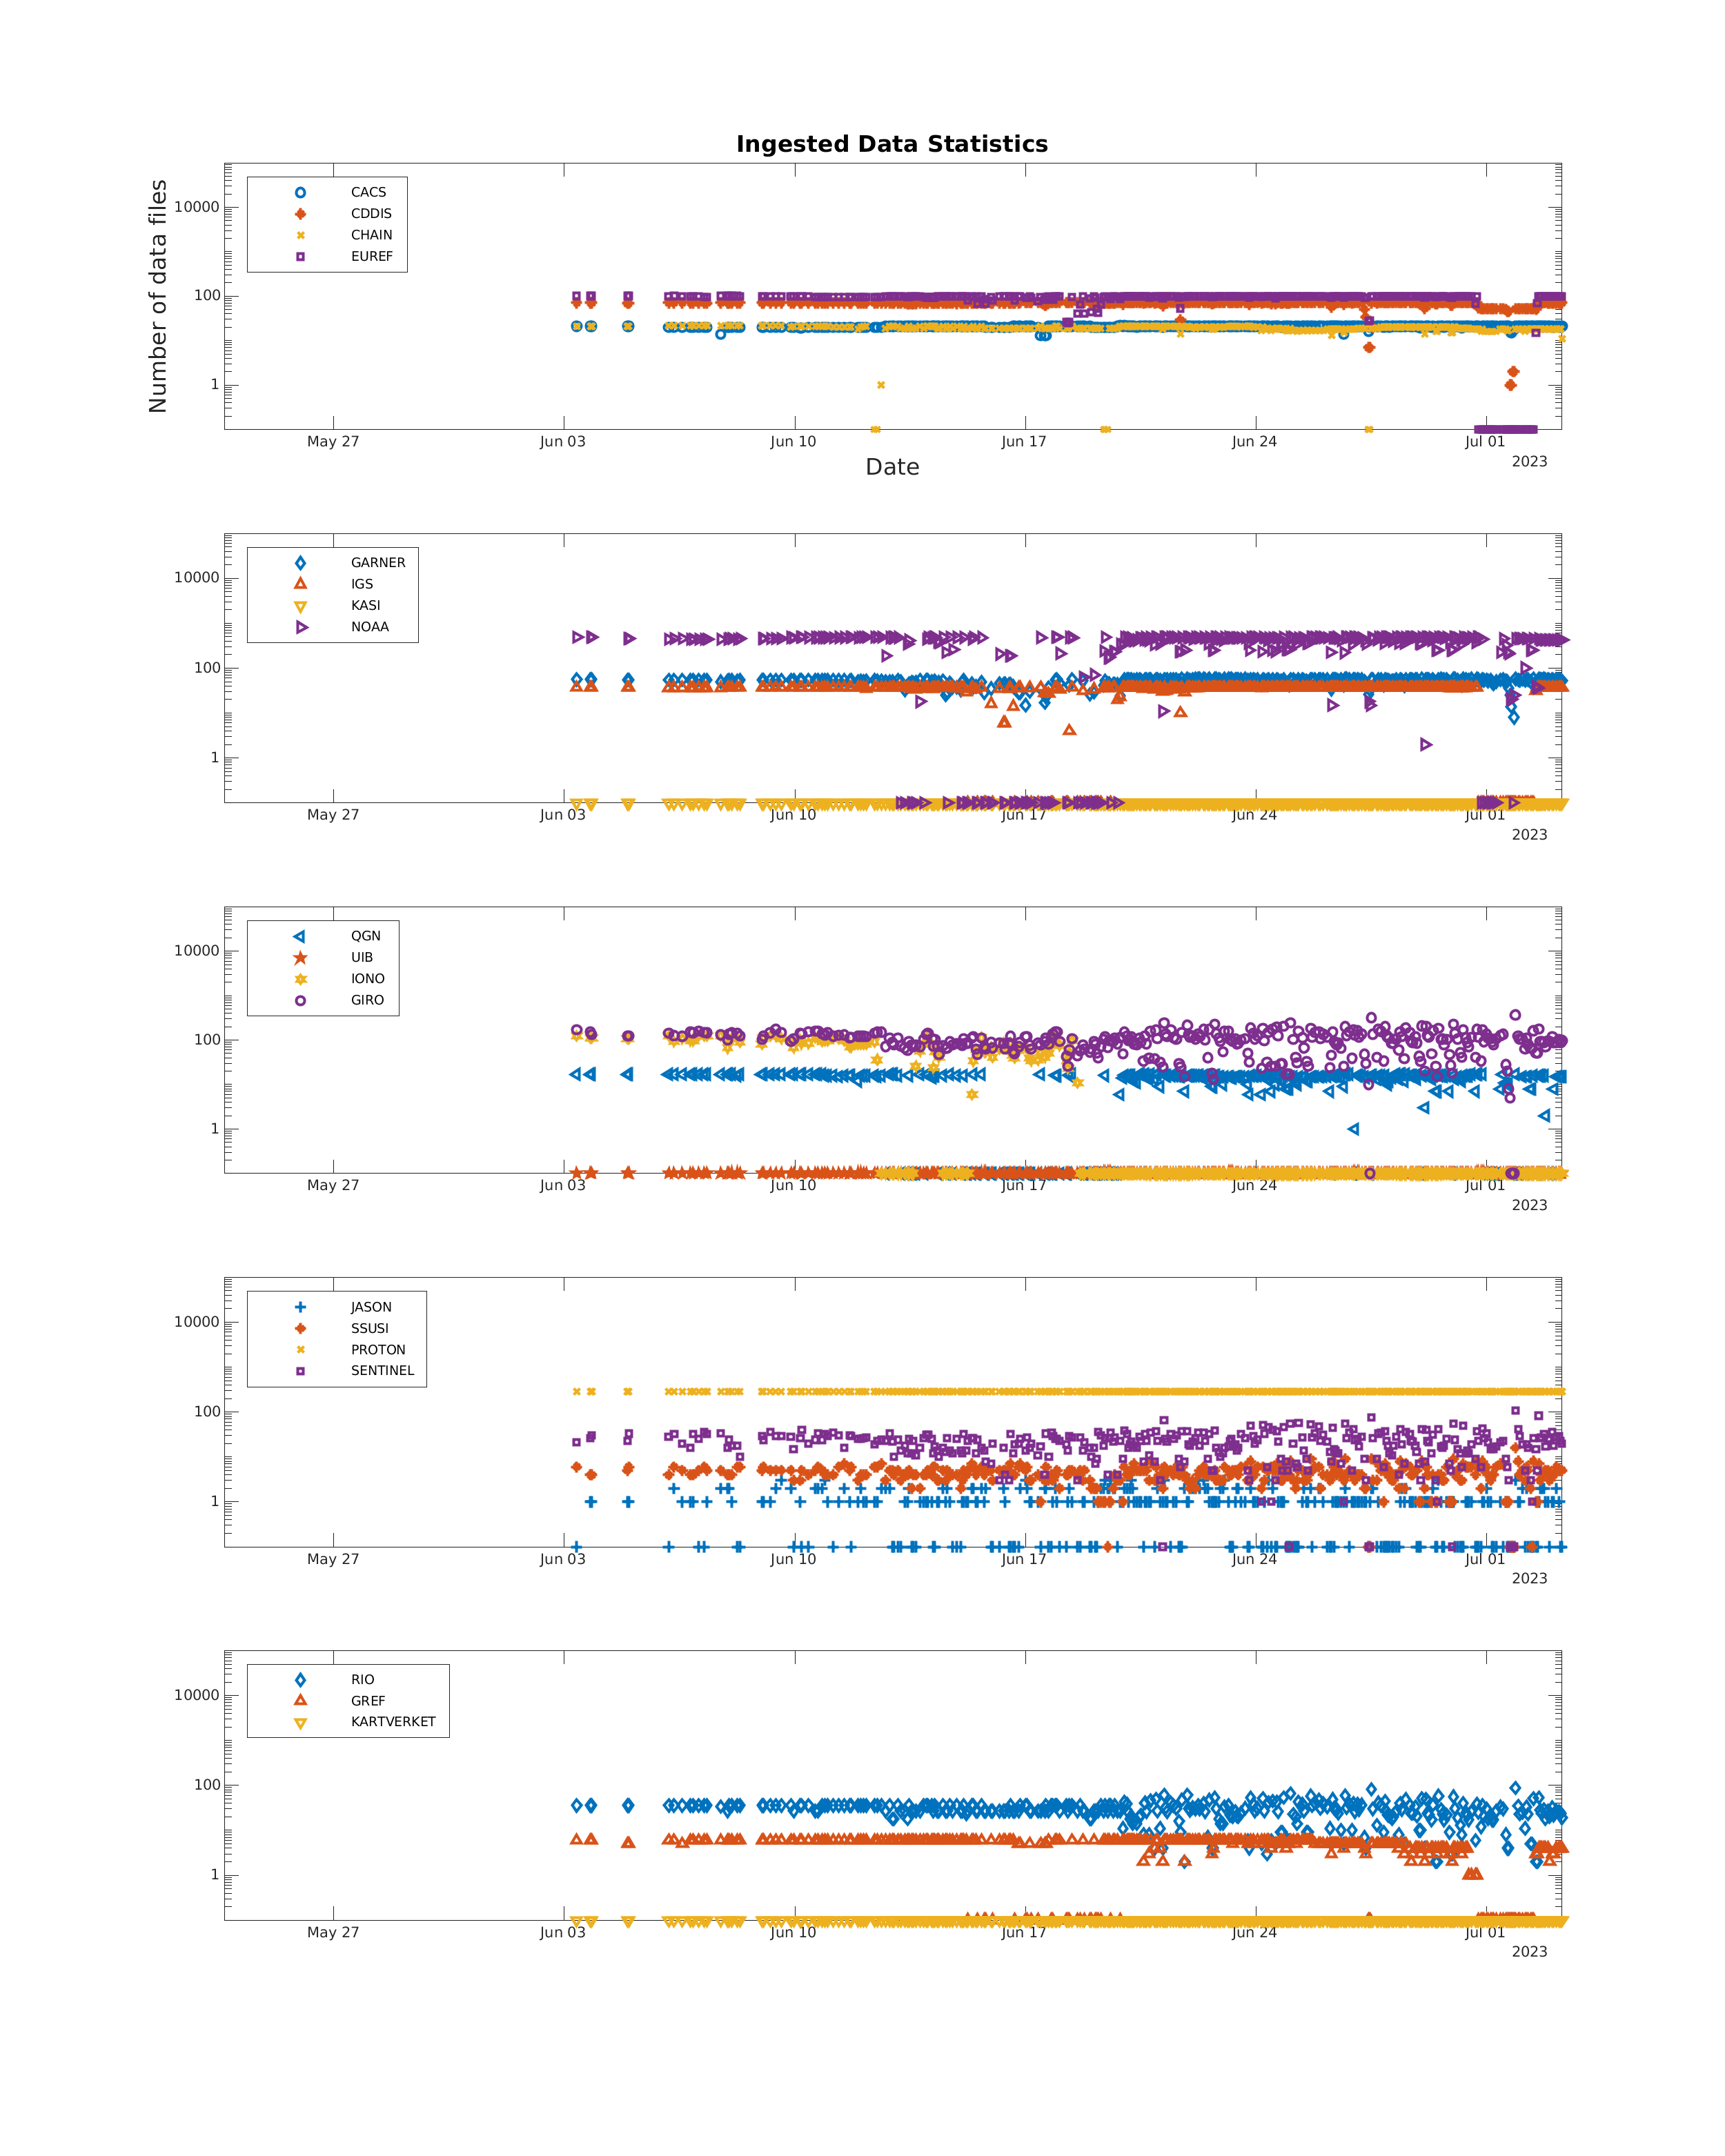 Ingested Data Statistics
Number of data files
CACS
CDDIS
CHAIN
EUREF
10000
100
1
May 27 Jun 03 Jun 10 Jun 17 Jun 24 Jul 01
2023
Date
GARNER
IGS
KASI
NOAA
10000
100
1
May 27 Jun 03 Jun 10 Jun 17 Jun 24 Jul 01
2023
QGN
UIB
IONO
GIRO
10000
100
1
May 27 Jun 03 Jun 10 Jun 17 Jun 24 Jul 01
2023
JASON
SSUSI
PROTON
SENTINEL
10000
100
1
May 27 Jun 03 Jun 10 Jun 17 Jun 24 Jul 01
2023
RIO
GREF
KARTVERKET
10000
100
1
May 27 Jun 03 Jun 10 Jun 17 Jun 24 Jul 01
2023